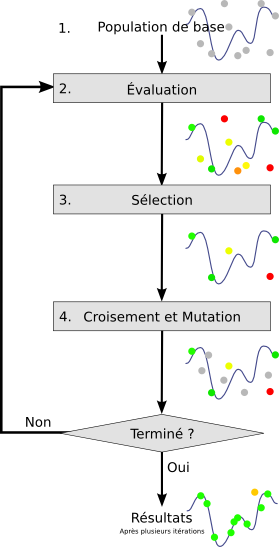 1. Population de base
2. Évaluation
3. Sélection
4. Croisement et Mutation
Terminé ?
Non
Oui
Résultats
Après plusieurs itérations